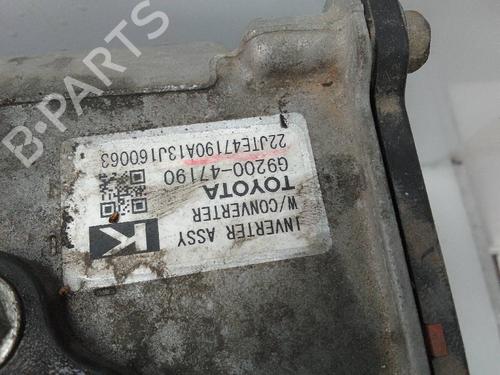 B-PARTS
INVERTER ASSY
W/CONVERTER
TOYOTA
G9200-47190
22JTE47190A13J160063
K